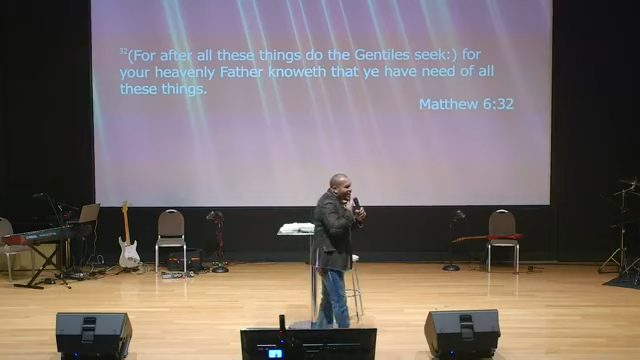 32(For after all these things do the Gentiles seek:) for
your heavenly Father knoweth that ye have need of all
these things.
Matthew 6:32